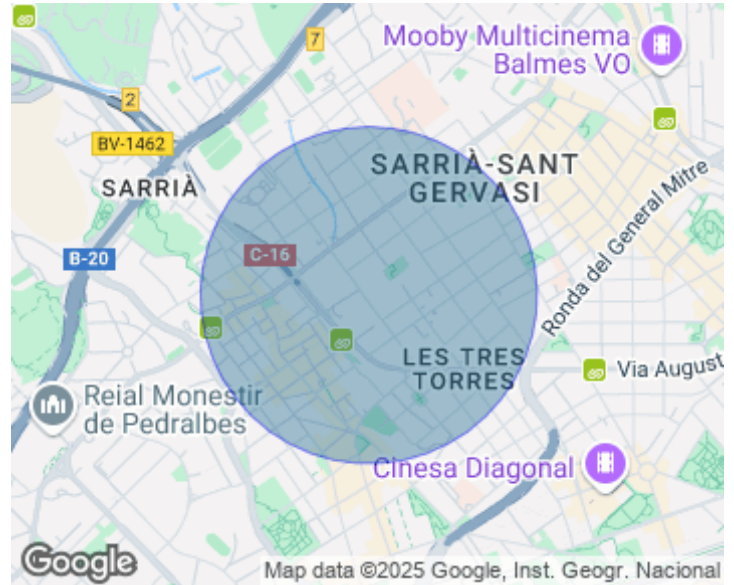 7
Mooby Multicinema
Balmes VO
2
BV-1462
SARRIÀ-SANT
GERVASI
SARRIÀ
Ronda del General Mitre
B-20
C-16
LES TRES
TORRES
Via August
Reial Monestir
de Pedralbes
Cinesa Diagonal
Google
Map data ©2025 Google, Inst. Geogr. Nacional